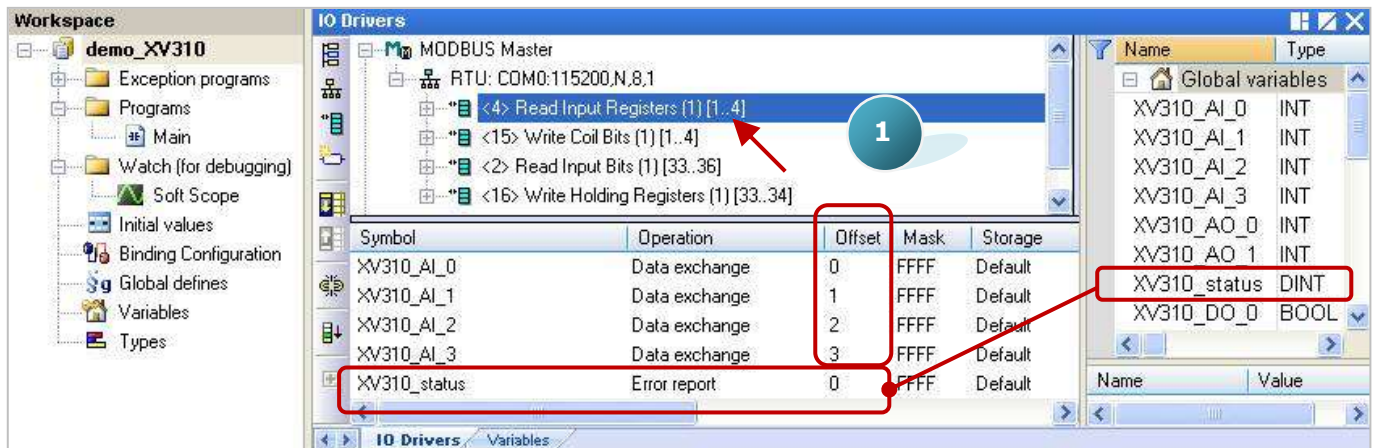 Workspace
demo_XV310
Exception programs
Programs
Main
Watch (for debugging)
Soft Scope
Initial values
Binding Configuration
Global defines
Variables
Types
IO Drivers
MODBUS Master
RTU: COM0:115200,N,8,1
<4> Read Input Registers (1) [1..4]
<15> Write Coil Bits (1) [1..4]
<2> Read Input Bits (1) [33..36]
<16> Write Holding Registers (1) [33..34]
1
Symbol Operation Offset Mask Storage
XV310_AI_0 Data exchange 0 FFFF Default
XV310_AI_1 Data exchange 1 FFFF Default
XV310_AI_2 Data exchange 2 FFFF Default
XV310_AI_3 Data exchange 3 FFFF Default
XV310_status Error report 0 FFFF Default
IO Drivers Variables
Name Type
Global variables
XV310_AI_0 INT
XV310_AI_1 INT
XV310_AI_2 INT
XV310_AI_3 INT
XV310_AO_0 INT
XV310_AO_1 INT
XV310_status DINT
XV310_DO_0 BOOL
Name Value